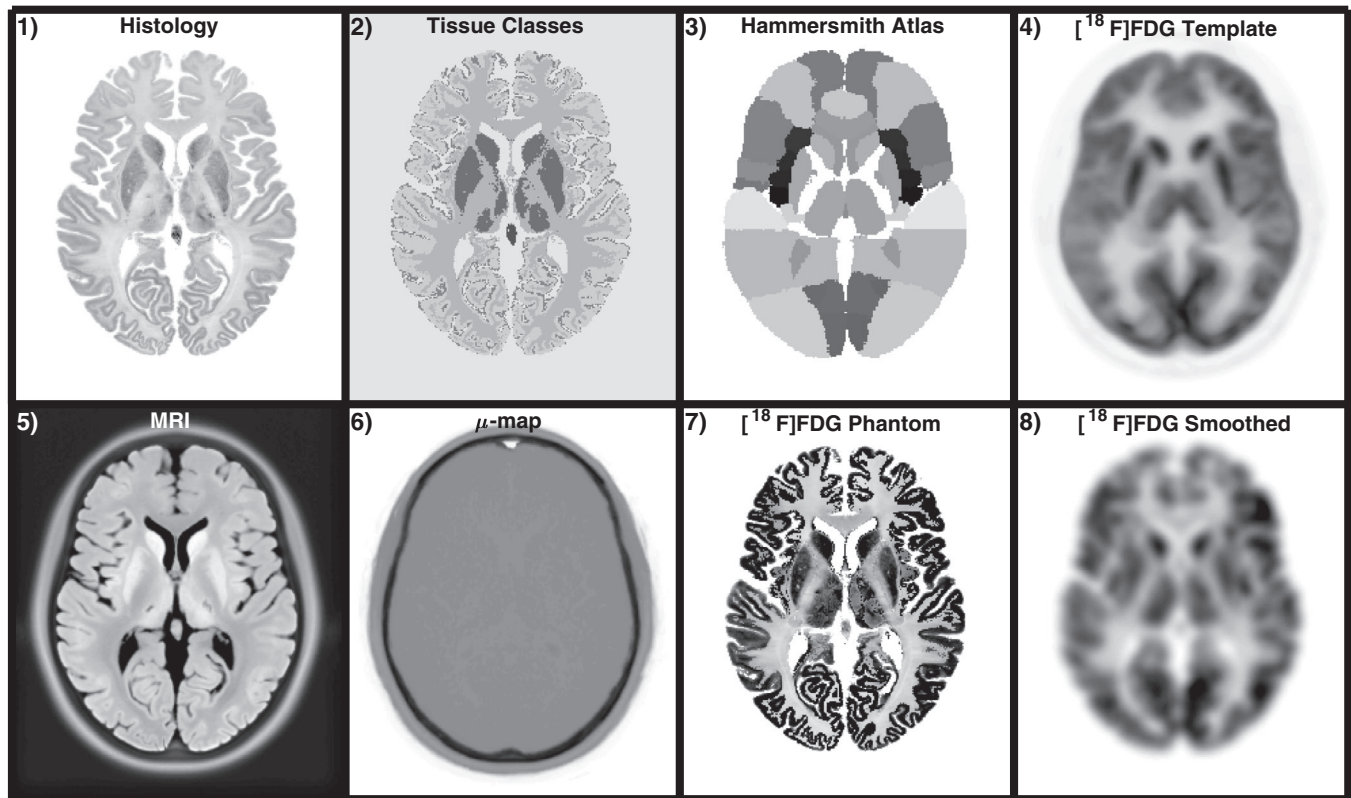 1) Histology
2) Tissue Classes
3) Hammersmith Atlas
4) [ ¹⁸ F]FDG Template
5) MRI
6) μ-map
7) [ ¹⁸ F]FDG Phantom
8) [ ¹⁸ F]FDG Smoothed